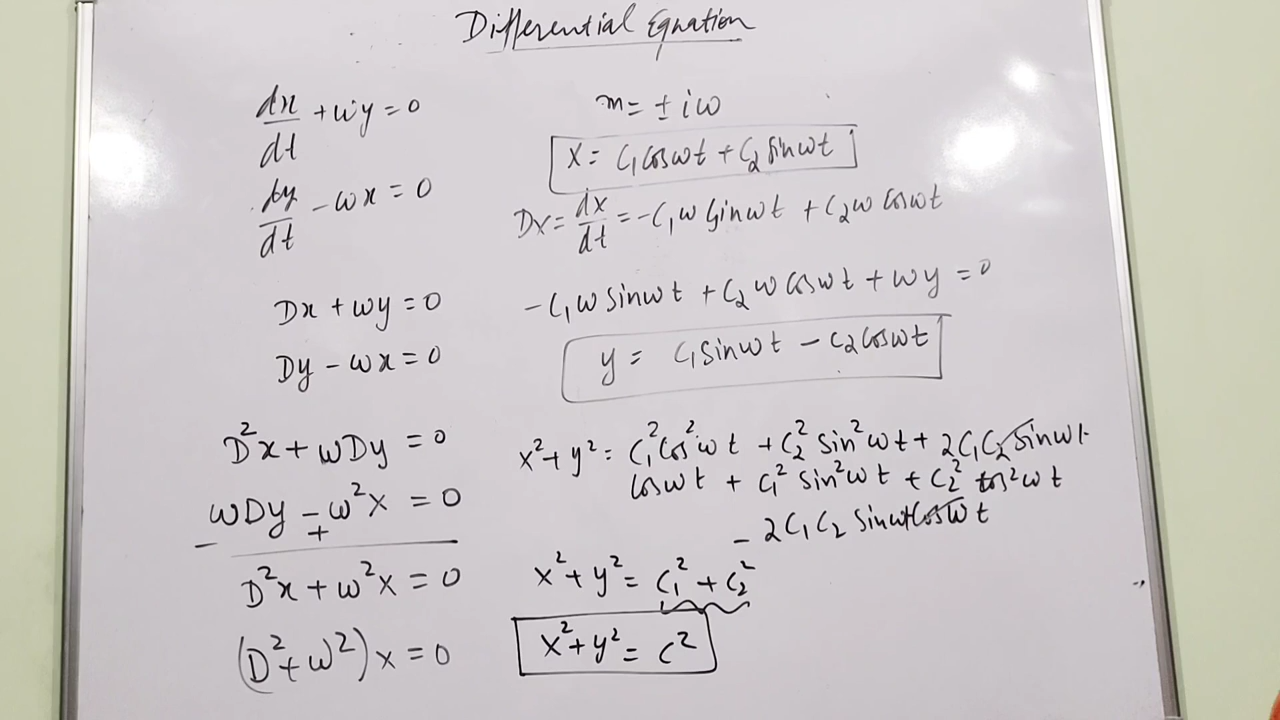 Differential Equation
dx/dt + wy = 0
dy/dt - wx = 0
Dx + wy = 0
Dy - wx = 0
D²x + wDy = 0
wDy - w²x = 0
- +
D²x + w²x = 0
(D² + w²)x = 0
m = ± iw
x = C₁ Cos wt + C₂ Sin wt
Dx = dx/dt = -C₁w Sin wt + C₂w Cos wt
-C₁w Sin wt + C₂w Cos wt + wy = 0
y = C₁ Sin wt - C₂ Cos wt
x² + y² = C₁² Cos² wt + C₂² Sin² wt + 2C₁C₂ Sin wt
Cos wt + C₁² Sin² wt + C₂² Cos² wt
- 2C₁C₂ Sin wt Cos wt
x² + y² = C₁² + C₂²
x² + y² = C²